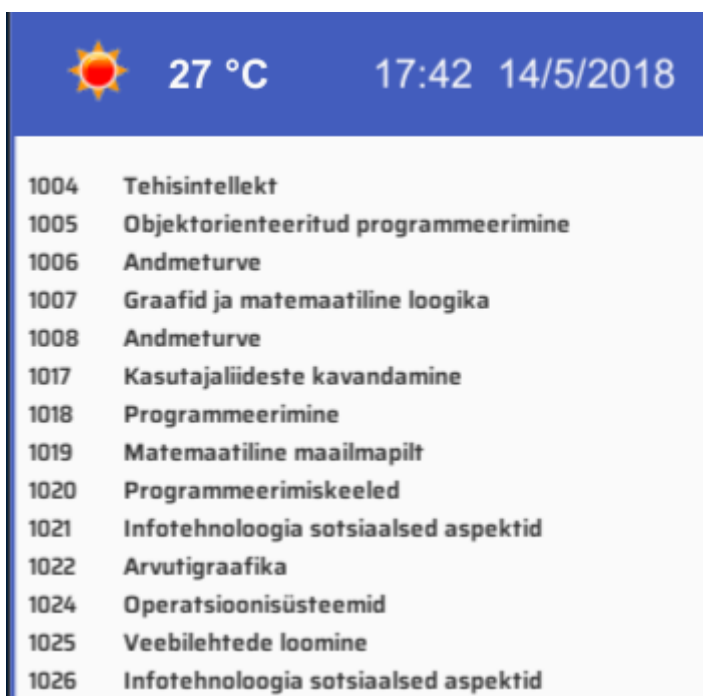 27 °C 17:42 14/5/2018
1004 Tehisintellekt
1005 Objektorienteeritud programmeerimine
1006 Andmeturve
1007 Graafid ja matemaatiline loogika
1008 Andmeturve
1017 Kasutajaliideste kavandamine
1018 Programmeerimine
1019 Matemaatiline maailmapilt
1020 Programmeerimiskeeled
1021 Infotehnoloogia sotsiaalsed aspektid
1022 Arvutigraafika
1024 Operatsioonisüsteemid
1025 Veebilehtede loomine
1026 Infotehnoloogia sotsiaalsed aspektid